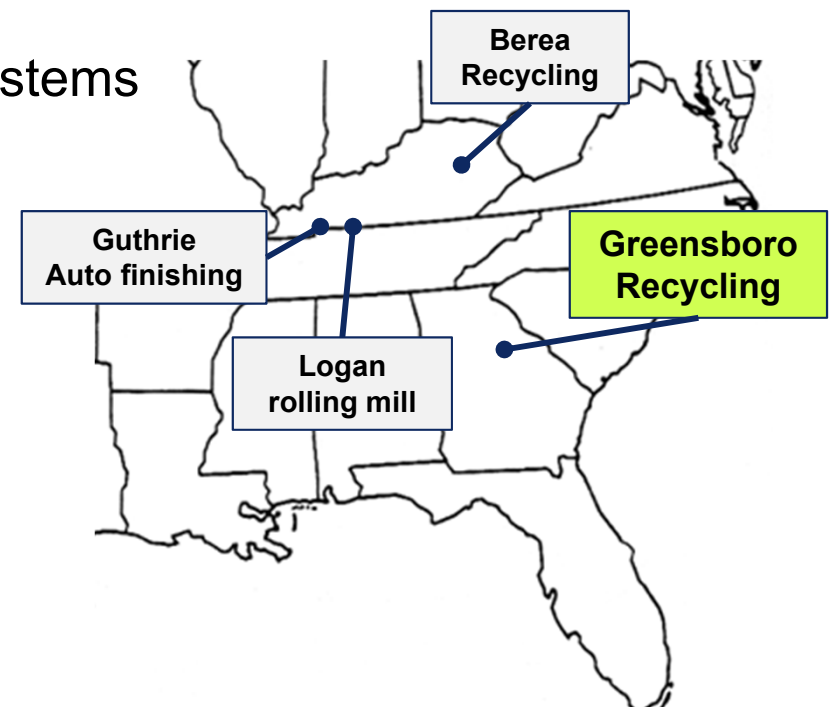 stems
Berea
Recycling
Guthrie
Auto finishing
Greensboro
Recycling
Logan
rolling mill